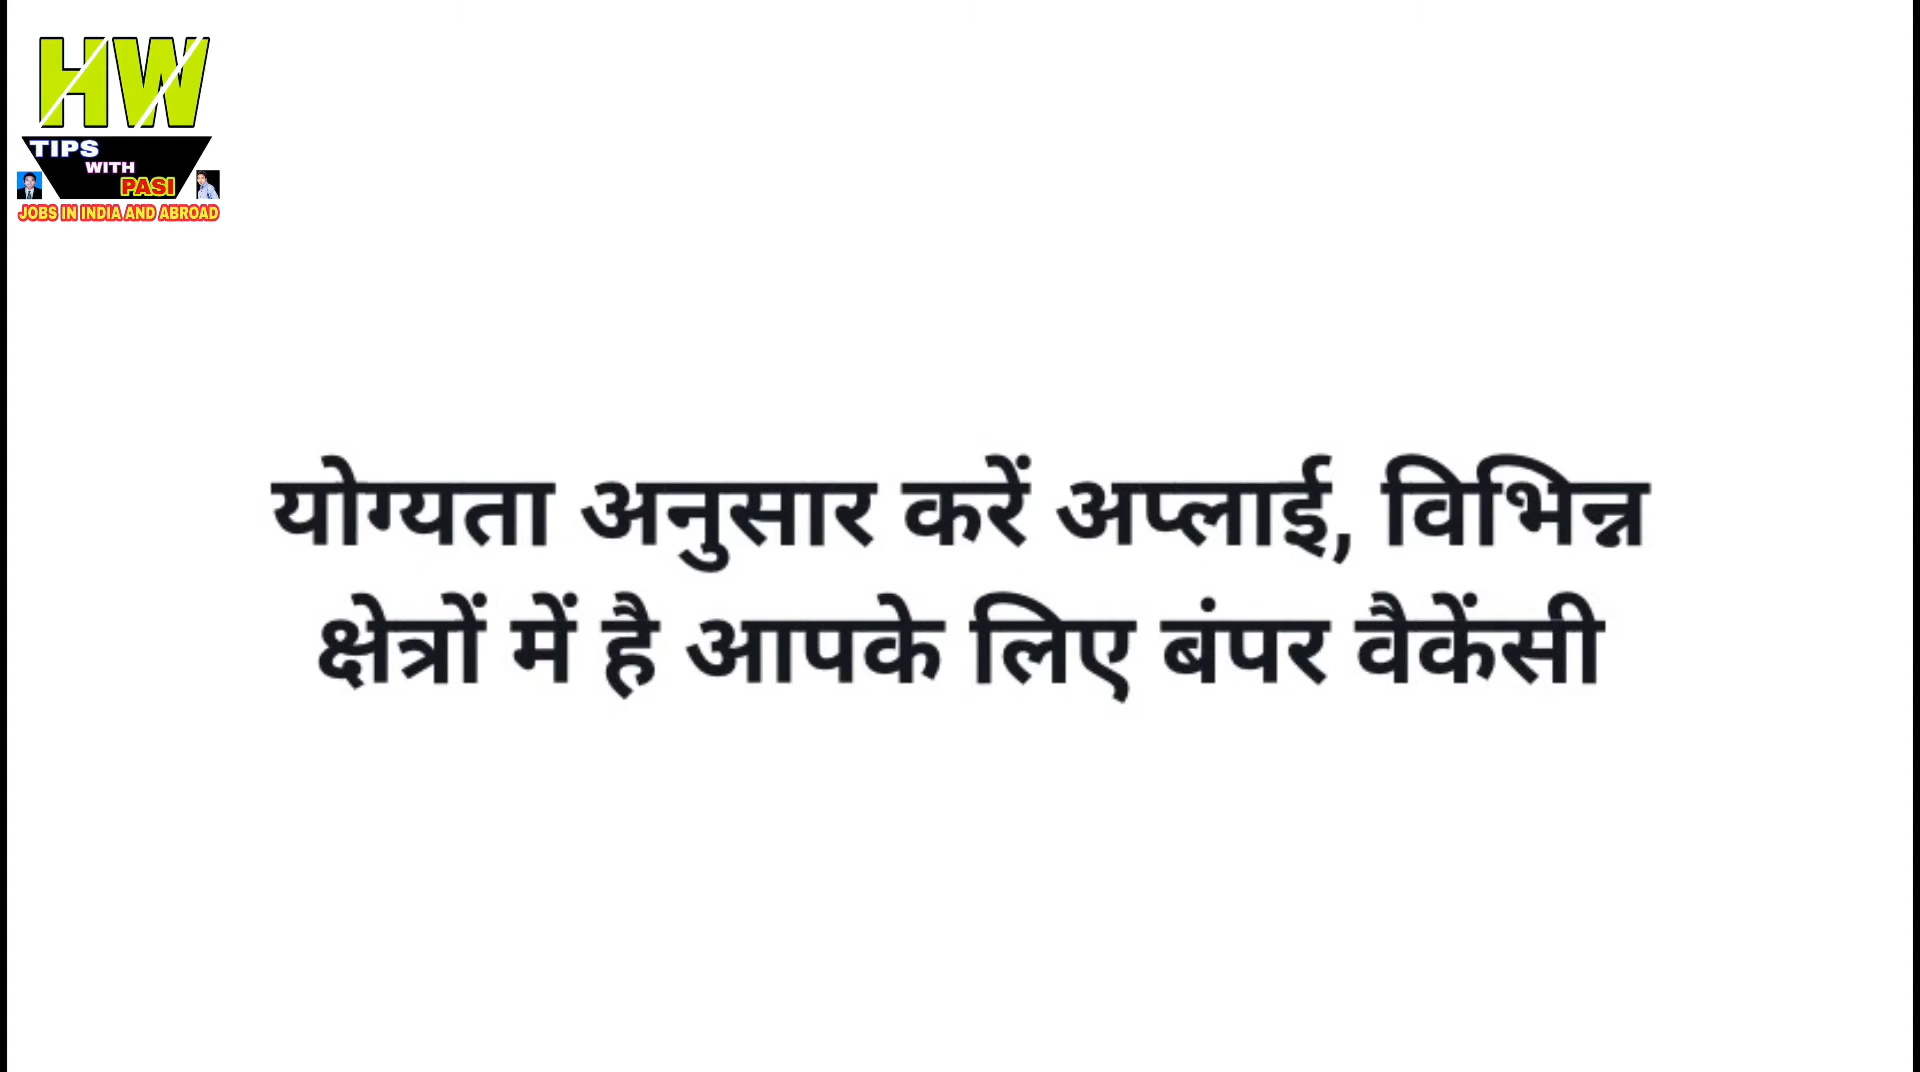 HW
TIPS
WITH
PASI
JOBS IN INDIA AND ABROAD
योग्यता अनुसार करें अप्लाई, विभिन्न
क्षेत्रों में है आपके लिए बंपर वैकेंसी